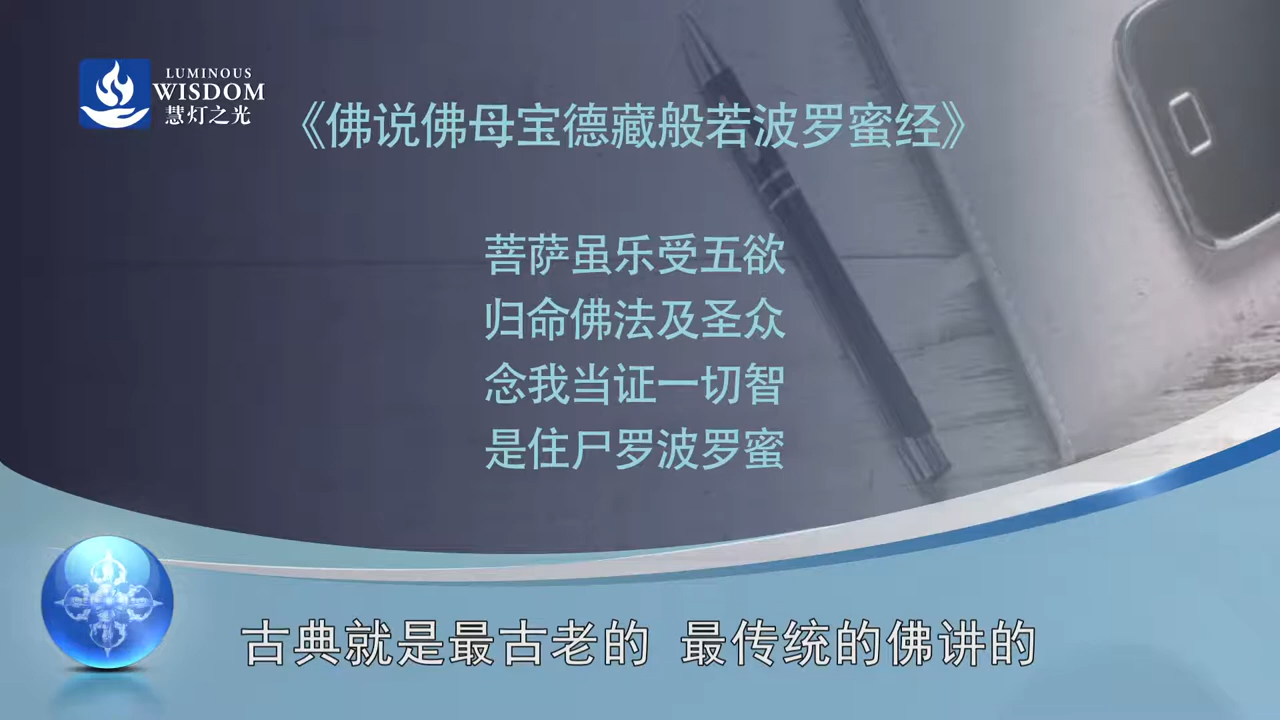 LUMINOUS
WISDOM
慧灯之光
《佛说佛母宝德藏般若波罗蜜经》
菩萨虽乐受五欲
归命佛法及圣众
念我当证一切智
是住尸罗波罗蜜
古典就是最古老的 最传统的佛讲的